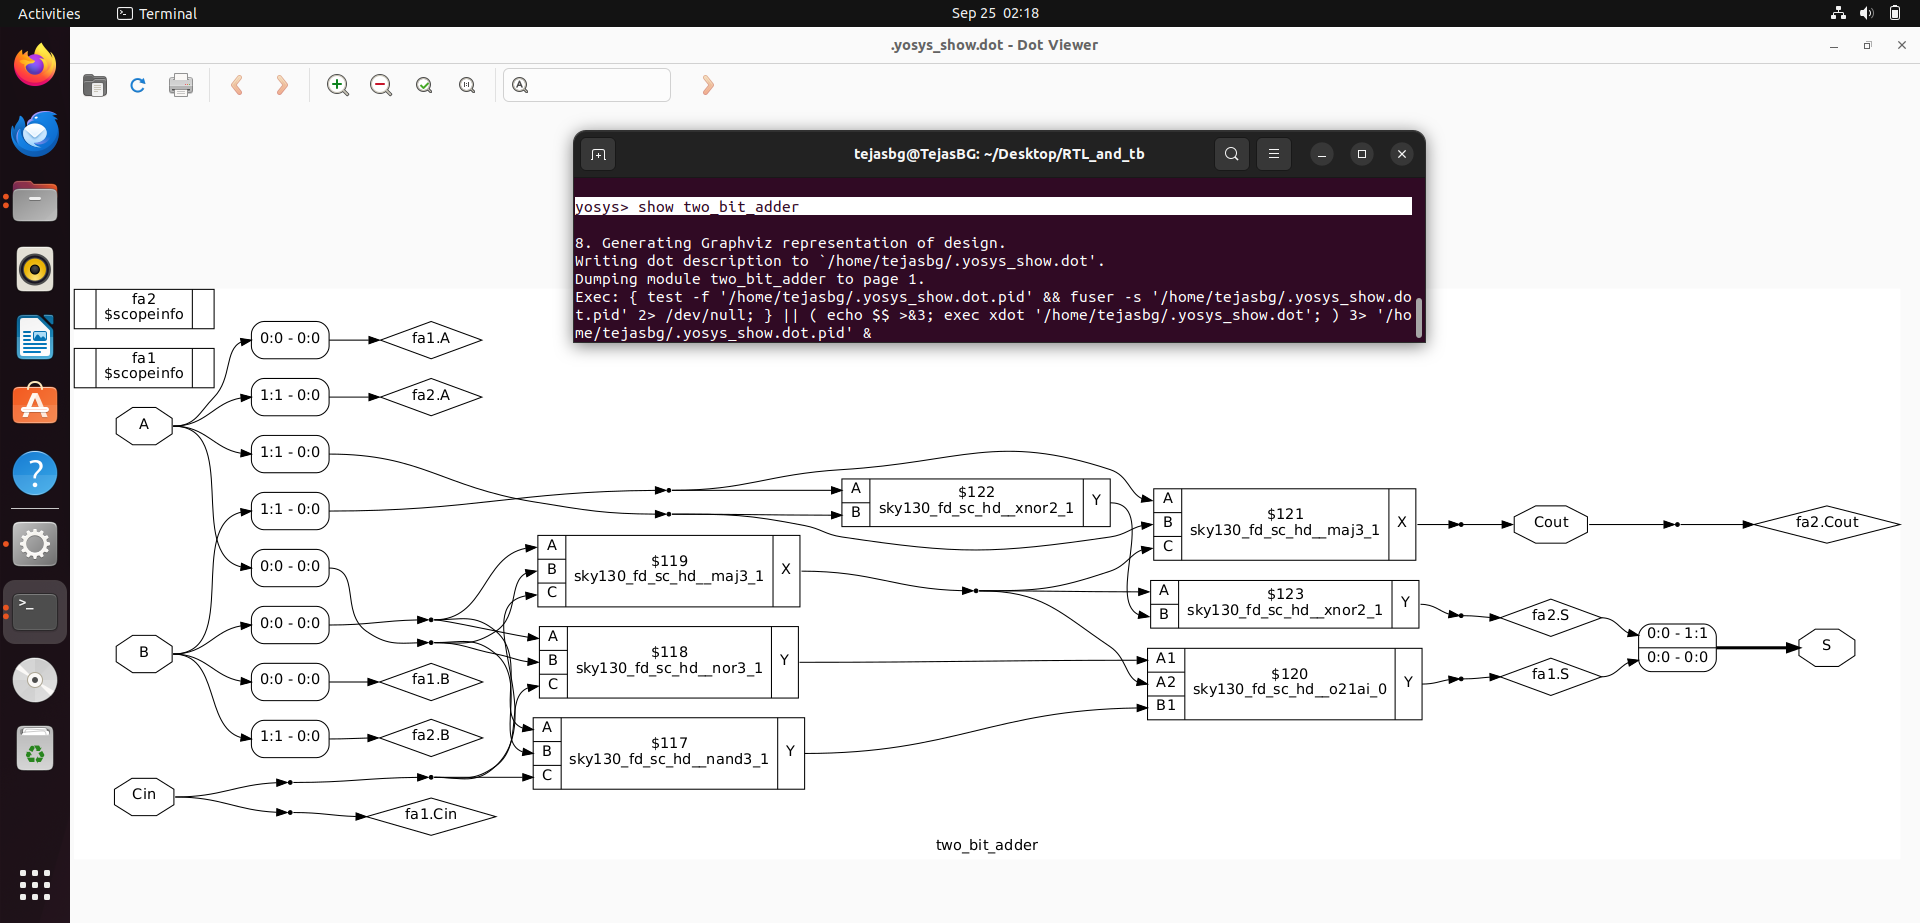 Activities
Terminal
Sep 25 02:18
.yosys_show.dot - Dot Viewer
tejasbg@TejasBG: ~/Desktop/RTL_and_tb
yosys> show two_bit_adder
8. Generating Graphviz representation of design.
Writing dot description to `/home/tejasbg/.yosys_show.dot'.
Dumping module two_bit_adder to page 1.
Exec: { test -f '/home/tejasbg/.yosys_show.dot.pid' && fuser -s '/home/tejasbg/.yosys_show.do
t.pid' 2> /dev/null; } || ( echo $$ >&3; exec xdot '/home/tejasbg/.yosys_show.dot'; ) 3> '/ho
me/tejasbg/.yosys_show.dot.pid' &
fa2
$scopeinfo
fa1
$scopeinfo
A
B
Cin
0:0 - 0:0
1:1 - 0:0
1:1 - 0:0
1:1 - 0:0
0:0 - 0:0
0:0 - 0:0
0:0 - 0:0
1:1 - 0:0
fa1.A
fa2.A
fa1.B
fa2.B
fa1.Cin
A
B
C
$119
sky130_fd_sc_hd__maj3_1
X
A
B
C
$118
sky130_fd_sc_hd__nor3_1
Y
A
B
C
$117
sky130_fd_sc_hd__nand3_1
Y
A
B
$122
sky130_fd_sc_hd__xnor2_1
Y
A
B
C
$121
sky130_fd_sc_hd__maj3_1
X
A
B
$123
sky130_fd_sc_hd__xnor2_1
Y
A1
A2
B1
$120
sky130_fd_sc_hd__o21ai_0
Y
Cout
fa2.Cout
fa2.S
fa1.S
0:0 - 1:1
0:0 - 0:0
S
two_bit_adder